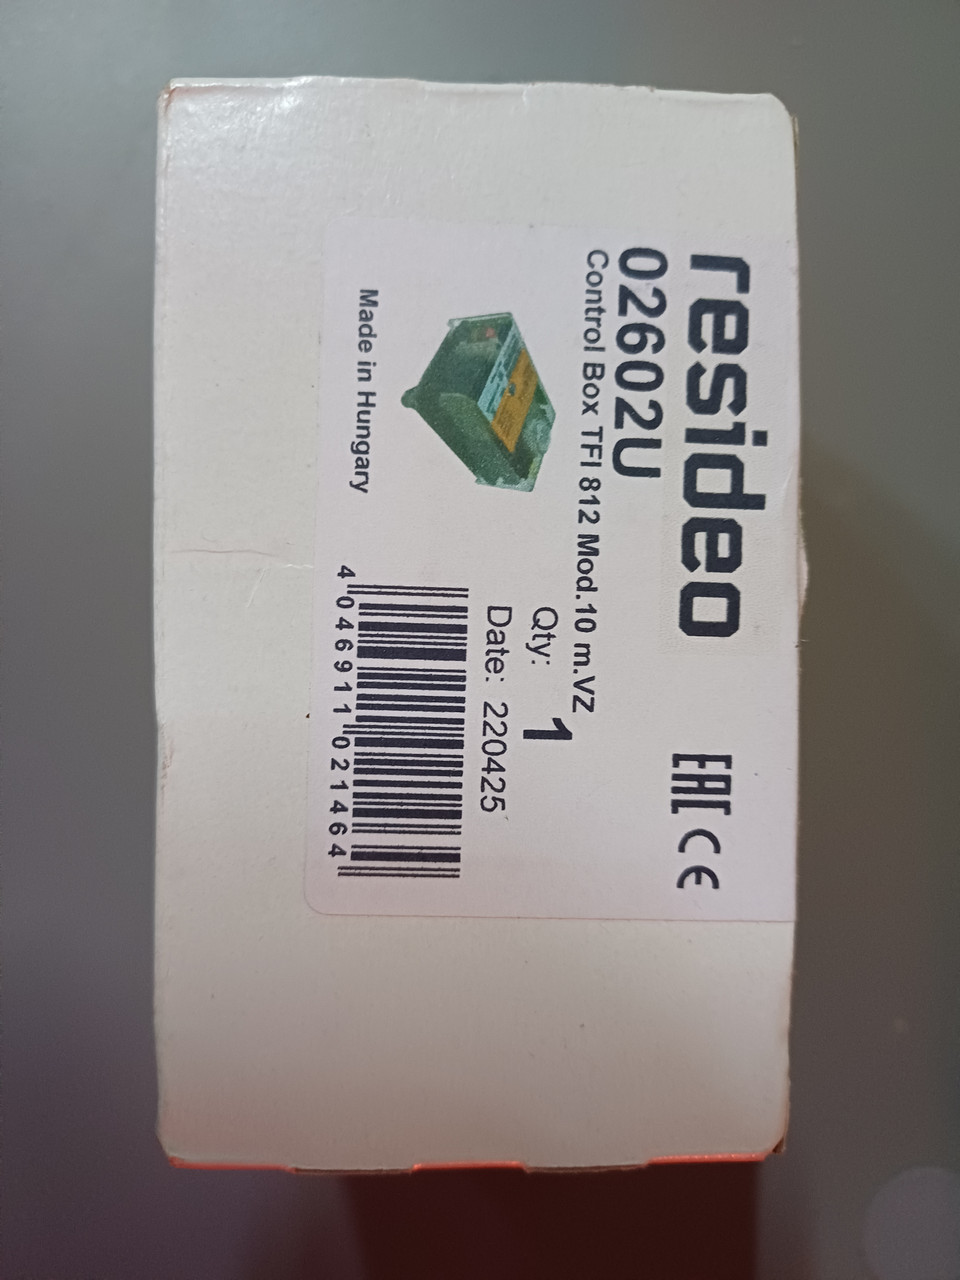 resideo
EAC CE
02602U
Control Box TFI 812 Mod.10 m.VZ
Qty: 1
Date: 220425
Made in Hungary
4 046911 021464